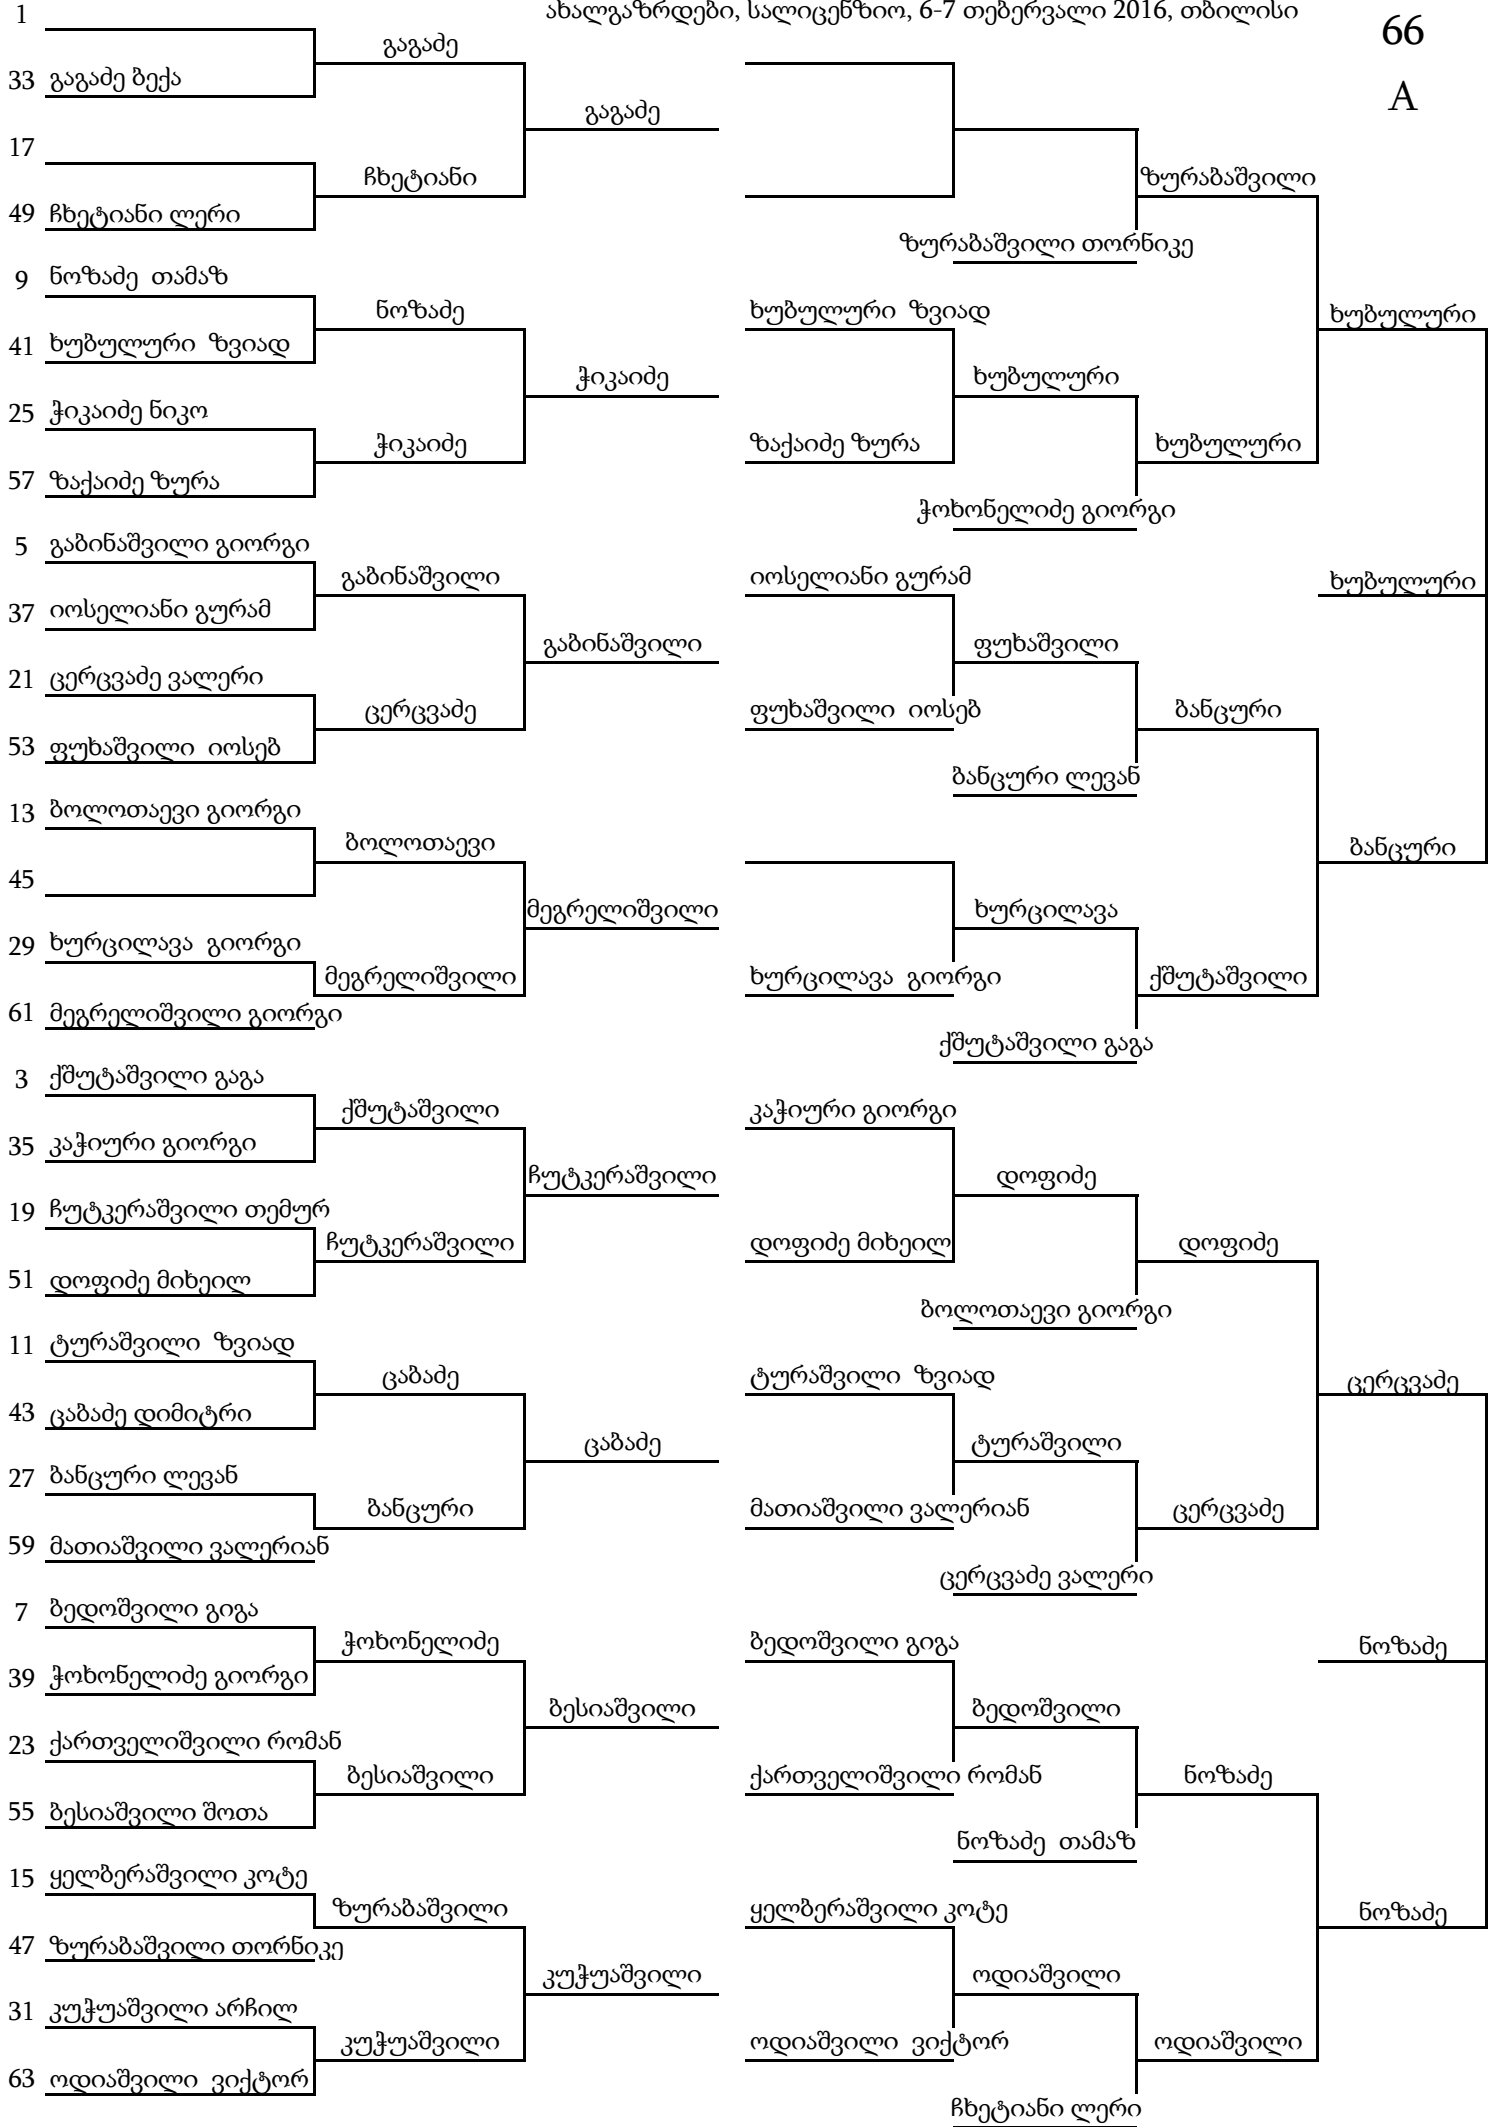 ახალგაზრდები, სალიცენზიო, 6-7 თებერვალი 2016, თბილისი
66
A
1
გაგაძე
33 გაგაძე ბექა
გაგაძე
17
ჩხეტიანი
ზურაბაშვილი
49 ჩხეტიანი ლერი
ზურაბაშვილი თორნიკე
9 ნოზაძე თამაზ
ნოზაძე
ხუბულური ზვიად
ხუბულური
41 ხუბულური ზვიად
ჭიკაიძე
ხუბულური
25 ჭიკაიძე ნიკო
ჭიკაიძე
ზაქაიძე ზურა
ხუბულური
57 ზაქაიძე ზურა
ჭოხონელიძე გიორგი
5 გაბინაშვილი გიორგი
გაბინაშვილი
იოსელიანი გურამ
ხუბულური
37 იოსელიანი გურამ
გაბინაშვილი
ფუხაშვილი
21 ცერცვაძე ვალერი
ცერცვაძე
ფუხაშვილი იოსებ
ბანცური
53 ფუხაშვილი იოსებ
ბანცური ლევან
13 ბოლოთაევი გიორგი
ბოლოთაევი
ბანცური
45
მეგრელიშვილი
ხურცილავა
29 ხურცილავა გიორგი
მეგრელიშვილი
ხურცილავა გიორგი
ქშუტაშვილი
61 მეგრელიშვილი გიორგი
ქშუტაშვილი გაგა
3 ქშუტაშვილი გაგა
ქშუტაშვილი
კაჭიური გიორგი
35 კაჭიური გიორგი
ჩუტკერაშვილი
დოფიძე
19 ჩუტკერაშვილი თემურ
ჩუტკერაშვილი
დოფიძე მიხეილ
დოფიძე
51 დოფიძე მიხეილ
ბოლოთაევი გიორგი
11 ტურაშვილი ზვიად
ცაბაძე
ტურაშვილი ზვიად
ცერცვაძე
43 ცაბაძე დიმიტრი
ცაბაძე
ტურაშვილი
27 ბანცური ლევან
ბანცური
მათიაშვილი ვალერიან
ცერცვაძე
59 მათიაშვილი ვალერიან
ცერცვაძე ვალერი
7 ბედოშვილი გიგა
ჭოხონელიძე
ბედოშვილი გიგა
ნოზაძე
39 ჭოხონელიძე გიორგი
ბესიაშვილი
ბედოშვილი
23 ქართველიშვილი რომან
ბესიაშვილი
ქართველიშვილი რომან
ნოზაძე
55 ბესიაშვილი შოთა
ნოზაძე თამაზ
15 ყელბერაშვილი კოტე
ზურაბაშვილი
ყელბერაშვილი კოტე
ნოზაძე
47 ზურაბაშვილი თორნიკე
კუჭუაშვილი
ოდიაშვილი
31 კუჭუაშვილი არჩილ
კუჭუაშვილი
ოდიაშვილი ვიქტორ
ოდიაშვილი
63 ოდიაშვილი ვიქტორ
ჩხეტიანი ლერი